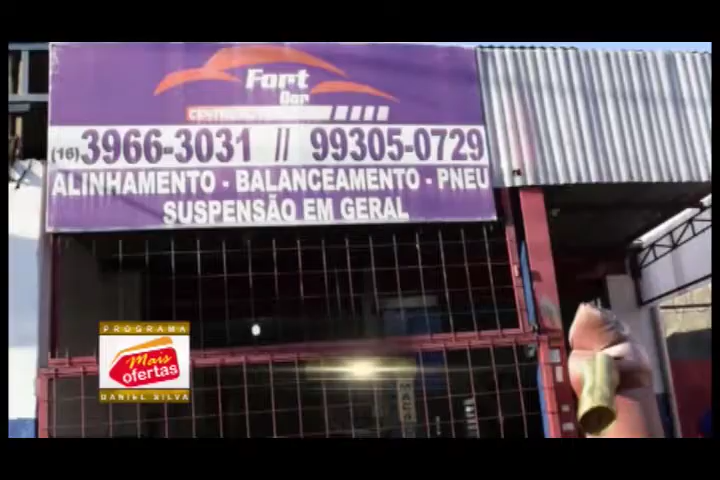 Fort
Car
(16) 3966-3031 // 99305-0729
ALINHAMENTO - BALANCEAMENTO - PNEU
SUSPENSÃO EM GERAL
PROGRAMA
Mais
ofertas
DANIEL SILVA